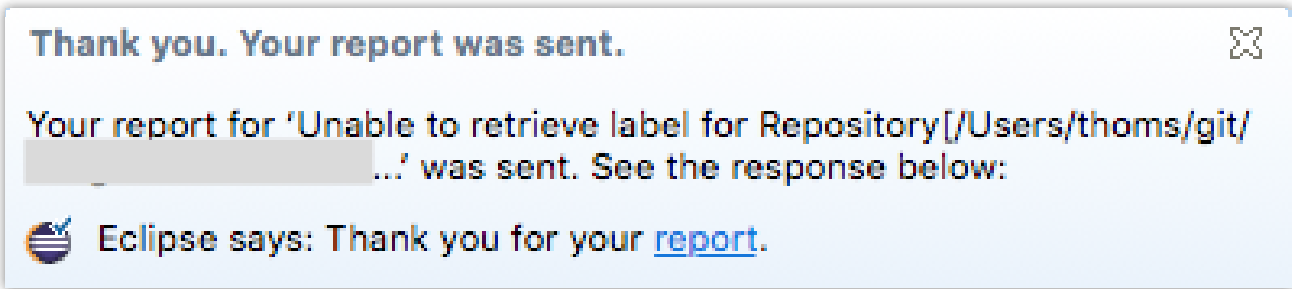 Thank you. Your report was sent.
Your report for ‘Unable to retrieve label for Repository[/Users/thoms/git/
...’ was sent. See the response below:
Eclipse says: Thank you for your report.